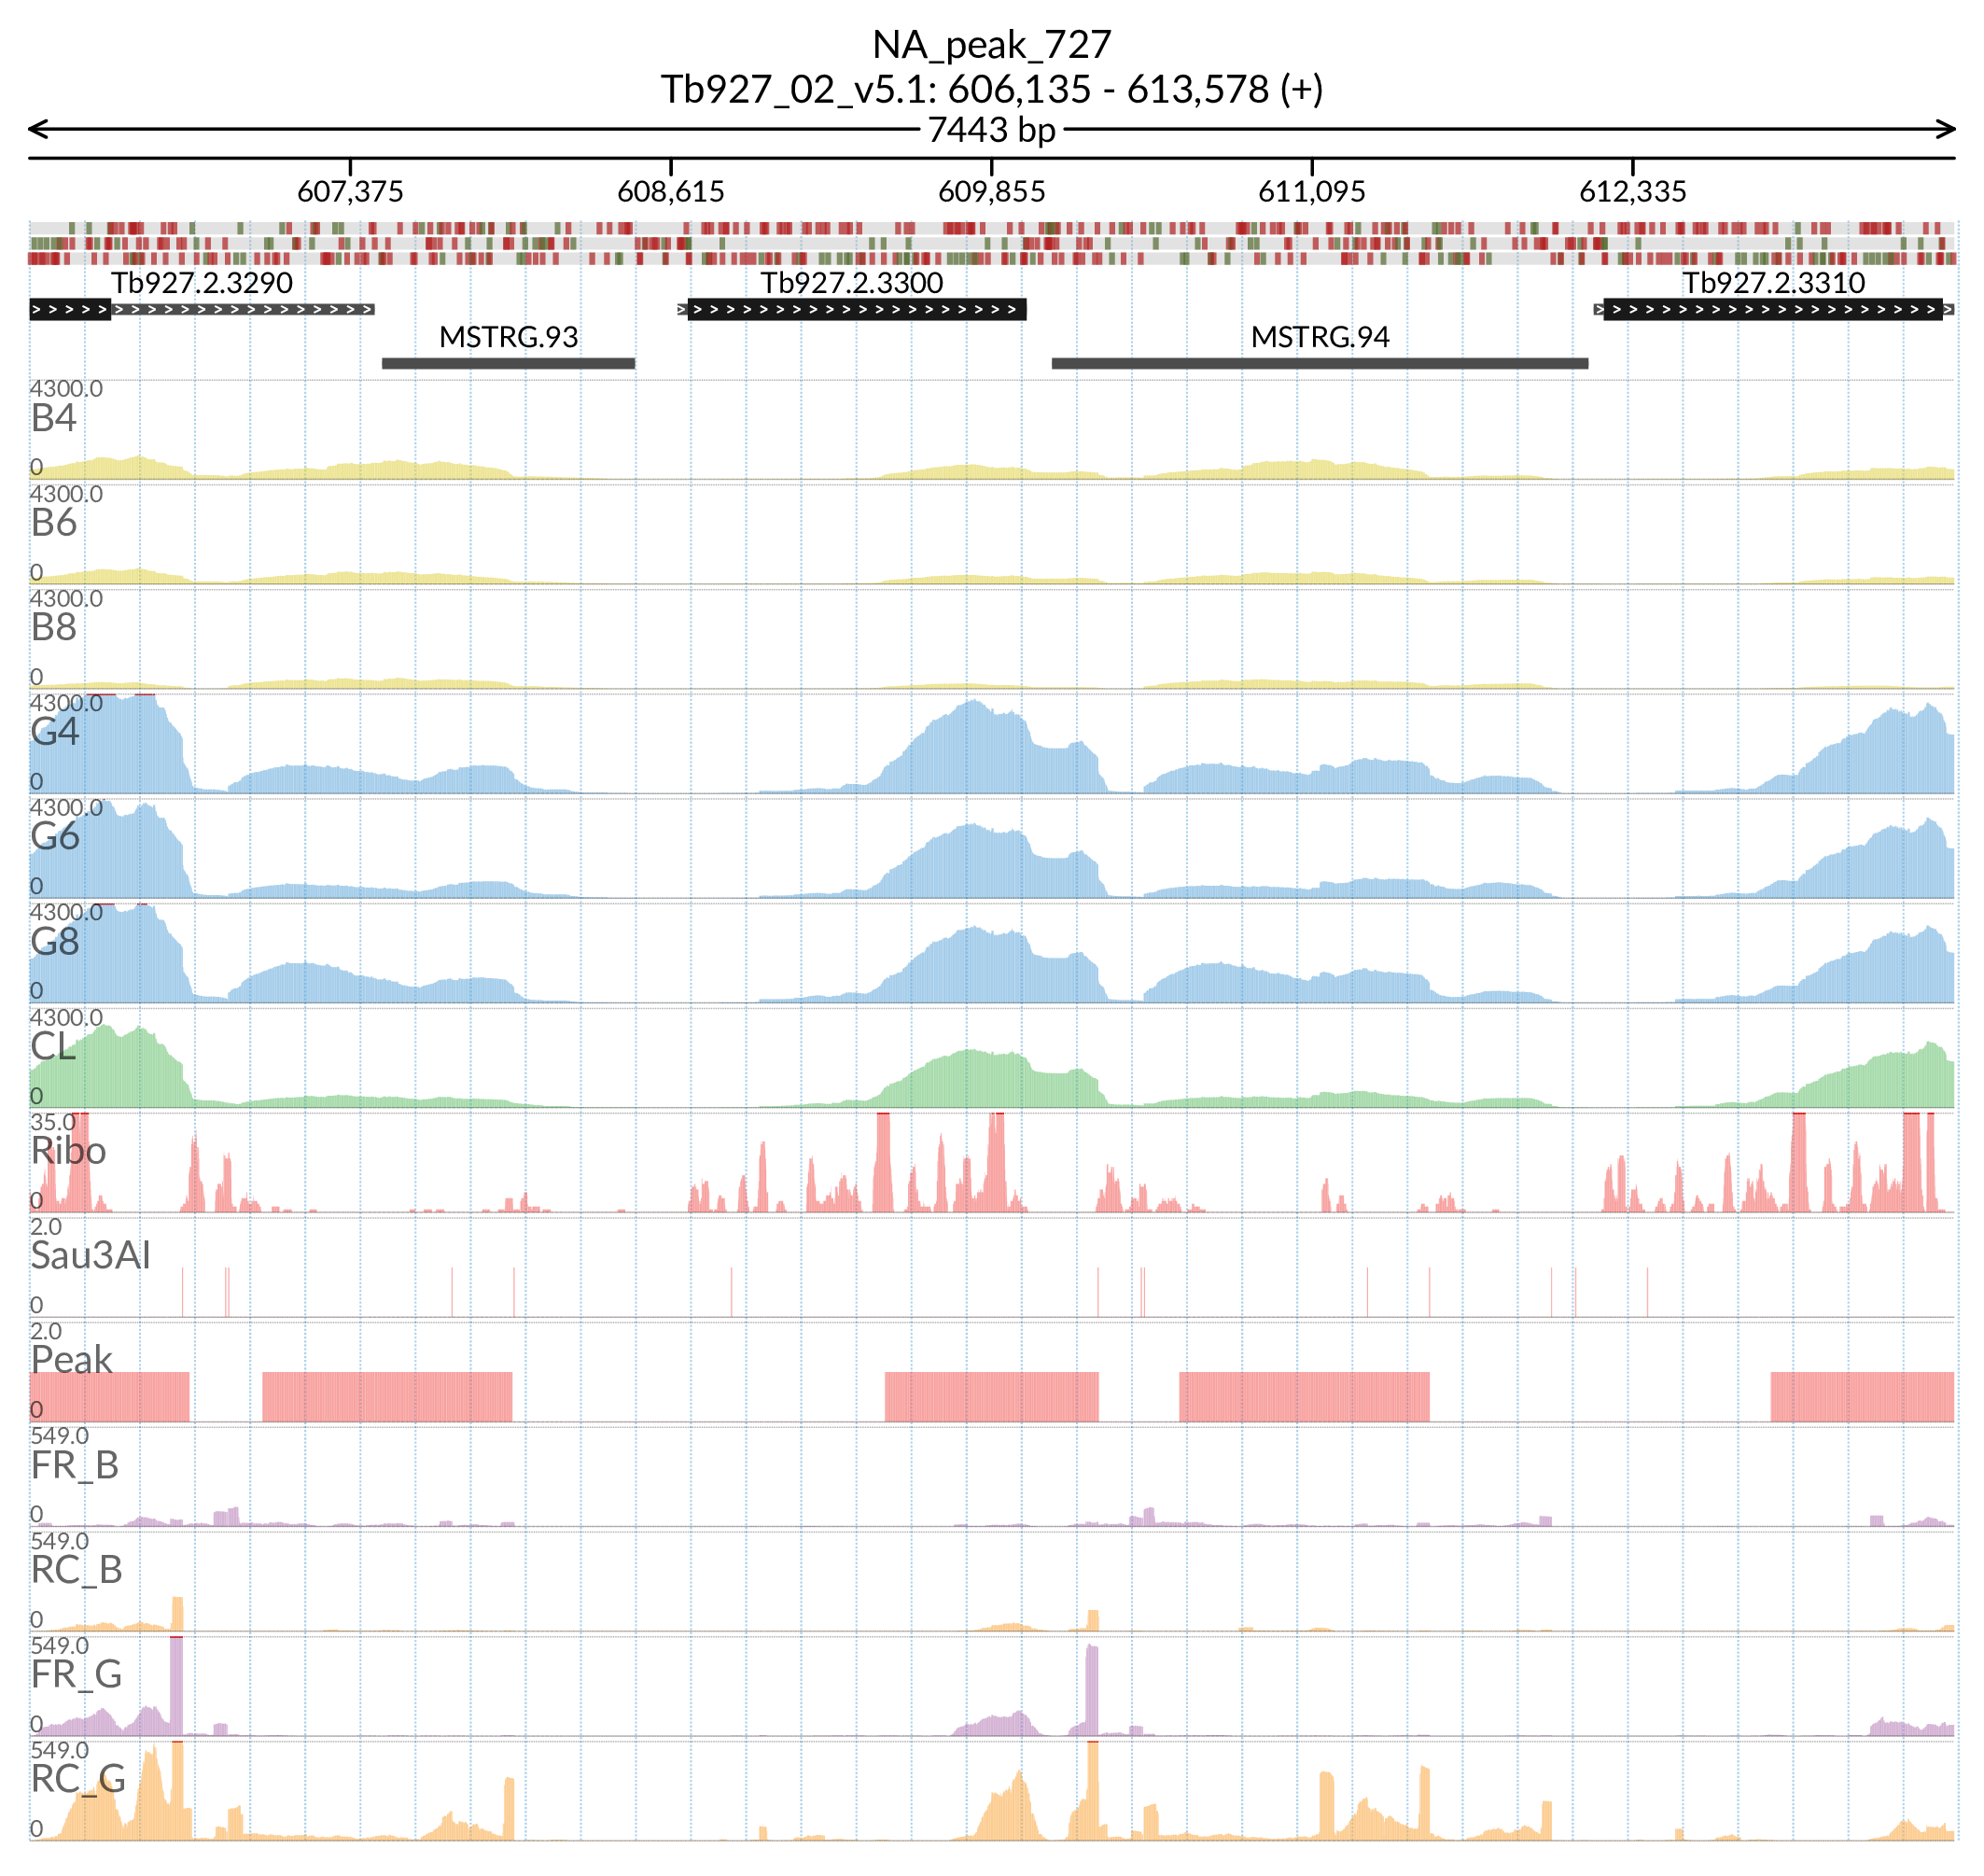 NA_peak_727
Tb927_02_v5.1: 606,135 - 613,578 (+)
7443 bp
607,375 608,615 609,855 611,095 612,335
Tb927.2.3290 Tb927.2.3300 Tb927.2.3310
MSTRG.93 MSTRG.94
4300.0
B4
0
4300.0
B6
0
4300.0
B8
0
4300.0
G4
0
4300.0
G6
0
4300.0
G8
0
4300.0
CL
0
35.0
Ribo
0
2.0
Sau3AI
0
2.0
Peak
0
549.0
FR_B
0
549.0
RC_B
0
549.0
FR_G
0
549.0
RC_G
0